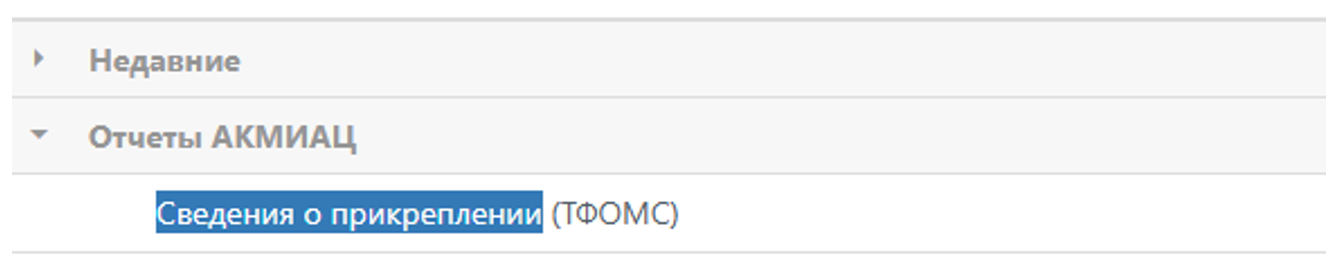 Недавние
Отчеты АКМИАЦ
Сведения о прикреплении (ТФОМС)